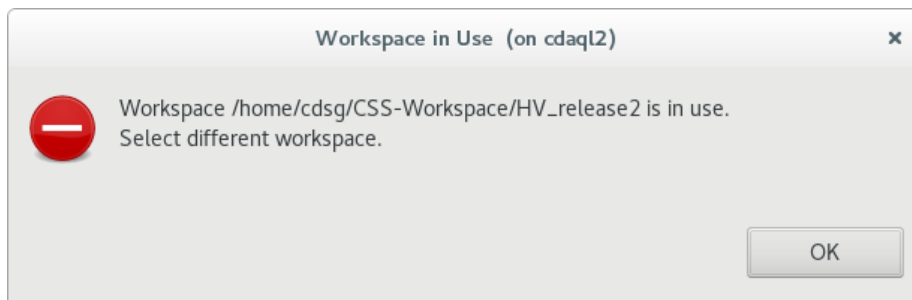 Workspace in Use (on cdaql2)
Workspace /home/cdsg/CSS-Workspace/HV_release2 is in use.
Select different workspace.
OK